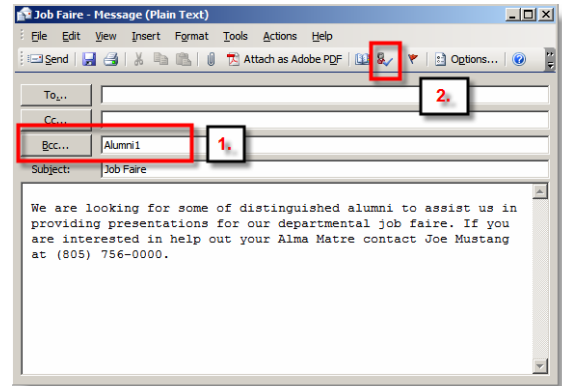 Job Faire - Message (Plain Text)
File Edit View Insert Format Tools Actions Help
Send Attach as Adobe PDF Options...
To...
2.
Cc...
Bcc... Alumni1 1.
Subject: Job Faire
We are looking for some of distinguished alumni to assist us in
providing presentations for our departmental job faire. If you
are interested in help out your Alma Matre contact Joe Mustang
at (805) 756-0000.